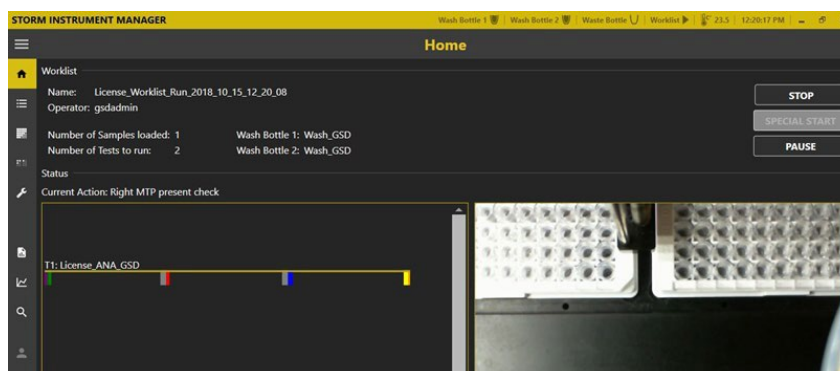 STORM INSTRUMENT MANAGER
Wash Bottle 1 | Wash Bottle 2 | Waste Bottle | Worklist | 23.5 | 12:20:17 PM
Home
Worklist
Name: License_Worklist_Run_2018_10_15_12_20_08
Operator: gsdadmin
Number of Samples loaded: 1 Wash Bottle 1: Wash_GSD
Number of Tests to run: 2 Wash Bottle 2: Wash_GSD
STOP
SPECIAL START
PAUSE
Status
Current Action: Right MTP present check
T1: License_ANA_GSD